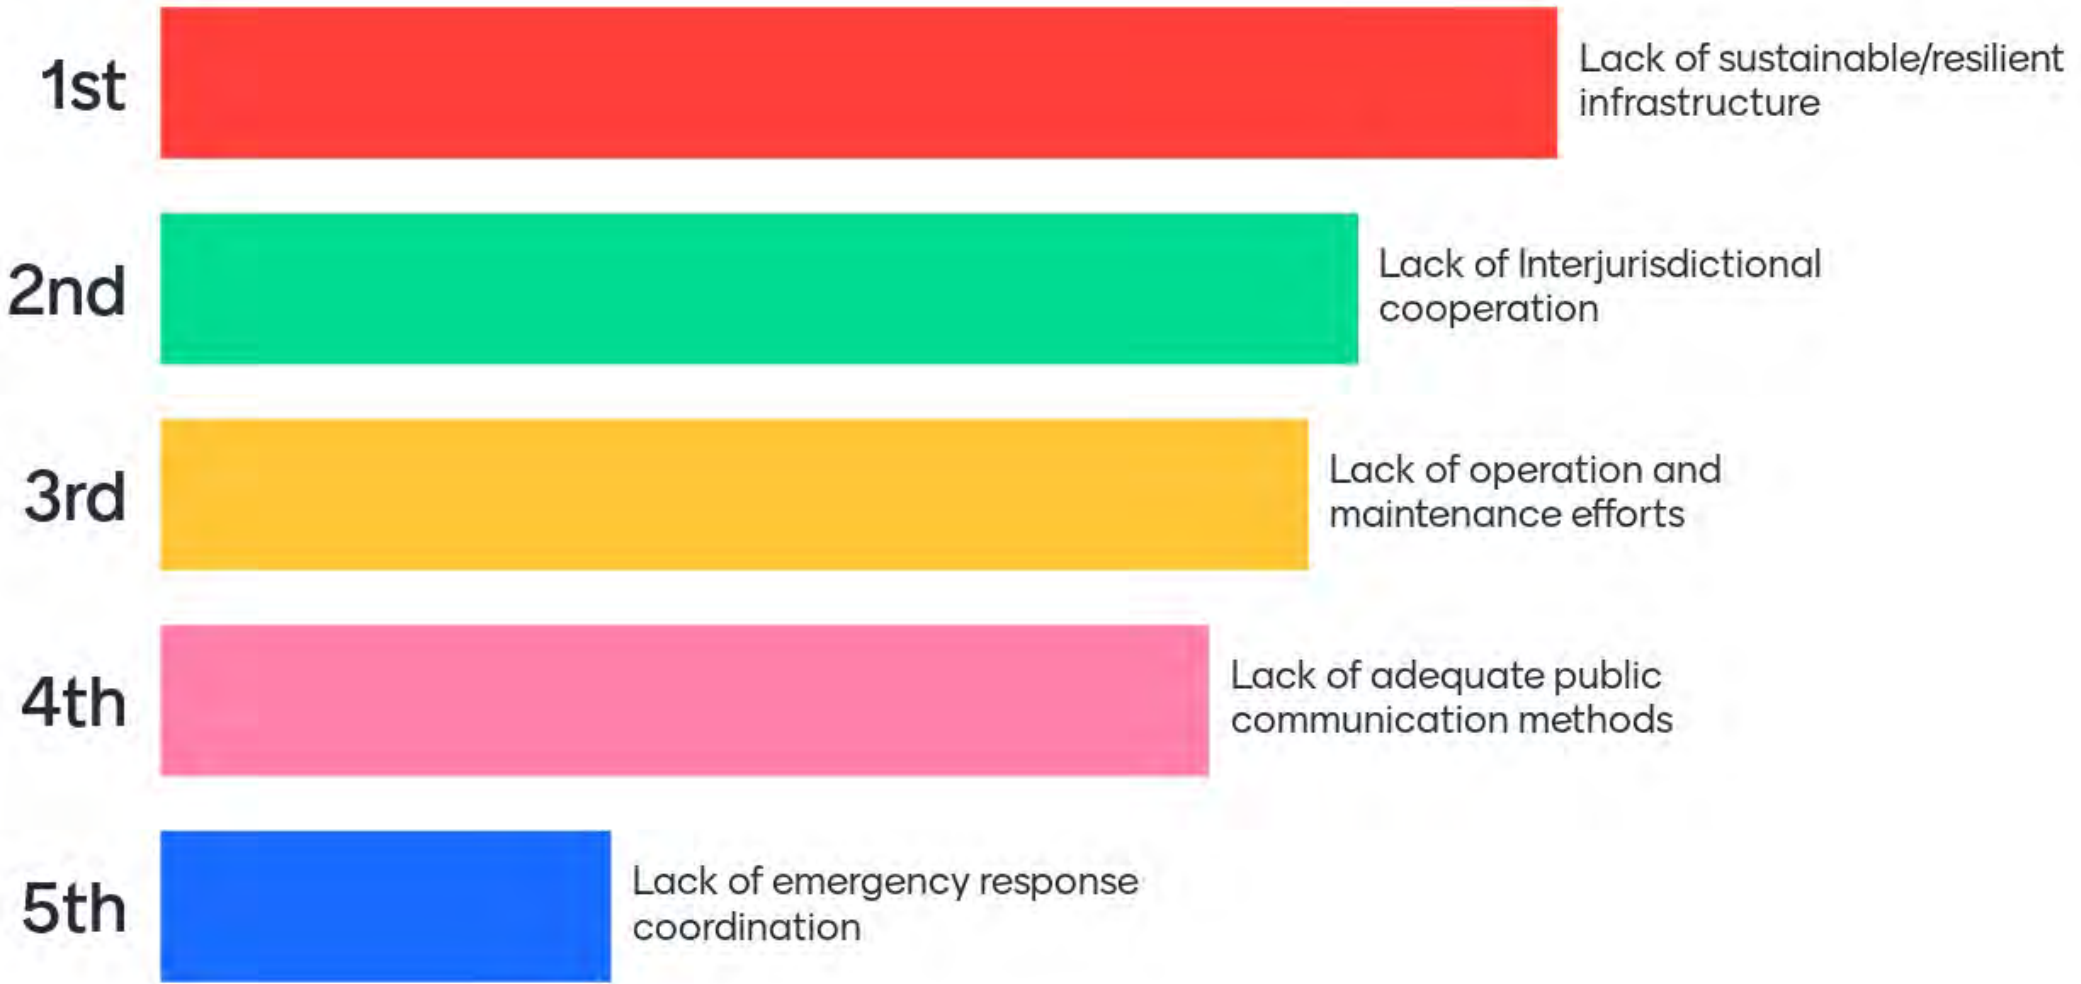 1st
Lack of sustainable/resilient
infrastructure
2nd
Lack of Interjurisdictional
cooperation
3rd
Lack of operation and
maintenance efforts
4th
Lack of adequate public
communication methods
5th
Lack of emergency response
coordination